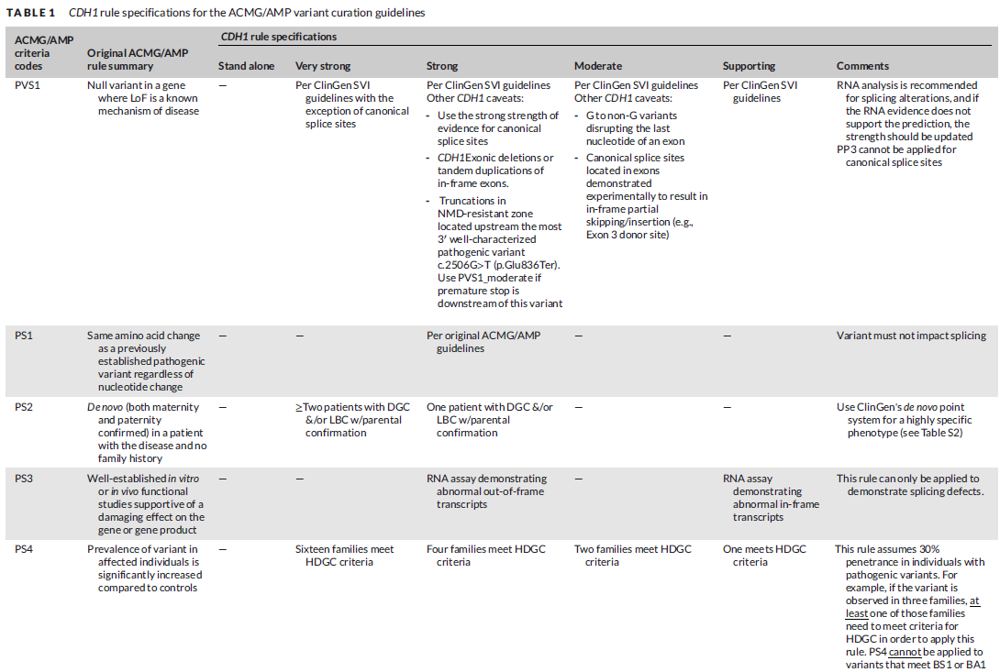 TABLE 1 CDH1 rule specifications for the ACMG/AMP variant curation guidelines
ACMG/AMP
criteria
codes
Original ACMG/AMP
rule summary
CDH1 rule specifications
Stand alone
Very strong
Strong
Moderate
Supporting
Comments
PVS1
Null variant in a gene
where LoF is a known
mechanism of disease
—
Per ClinGen SVI
guidelines with the
exception of canonical
splice sites
Per ClinGen SVI guidelines
Other CDH1 caveats:
- Use the strong strength of
evidence for canonical
splice sites
- CDH1Exonic deletions or
tandem duplications of
in-frame exons.
- Truncations in
NMD-resistant zone
located upstream the most
3′ well-characterized
pathogenic variant
c.2506G>T (p.Glu836Ter).
Use PVS1_moderate if
premature stop is
downstream of this variant
Per ClinGen SVI guidelines
Other CDH1 caveats:
- G to non-G variants
disrupting the last
nucleotide of an exon
- Canonical splice sites
located in exons
demonstrated
experimentally to result in
in-frame partial
skipping/insertion (e.g.,
Exon 3 donor site)
Per ClinGen SVI
guidelines
RNA analysis is recommended
for splicing alterations, and if
the RNA evidence does not
support the prediction, the
strength should be updated
PP3 cannot be applied for
canonical splice sites
PS1
Same amino acid change
as a previously
established pathogenic
variant regardless of
nucleotide change
—
—
Per original ACMG/AMP
guidelines
—
—
Variant must not impact splicing
PS2
De novo (both maternity
and paternity
confirmed) in a patient
with the disease and no
family history
—
≥Two patients with DGC
&/or LBC w/parental
confirmation
One patient with DGC &/or
LBC w/parental
confirmation
—
—
Use ClinGen's de novo point
system for a highly specific
phenotype (see Table S2)
PS3
Well-established in vitro
or in vivo functional
studies supportive of a
damaging effect on the
gene or gene product
—
—
RNA assay demonstrating
abnormal out-of-frame
transcripts
—
RNA assay
demonstrating
abnormal in-frame
transcripts
This rule can only be applied to
demonstrate splicing defects.
PS4
Prevalence of variant in
affected individuals is
significantly increased
compared to controls
—
Sixteen families meet
HDGC criteria
Four families meet HDGC
criteria
Two families meet HDGC
criteria
One meets HDGC
criteria
This rule assumes 30%
penetrance in individuals with
pathogenic variants. For
example, if the variant is
observed in three families, at
least one of those families
need to meet criteria for
HDGC in order to apply this
rule. PS4 cannot be applied to
variants that meet BS1 or BA1